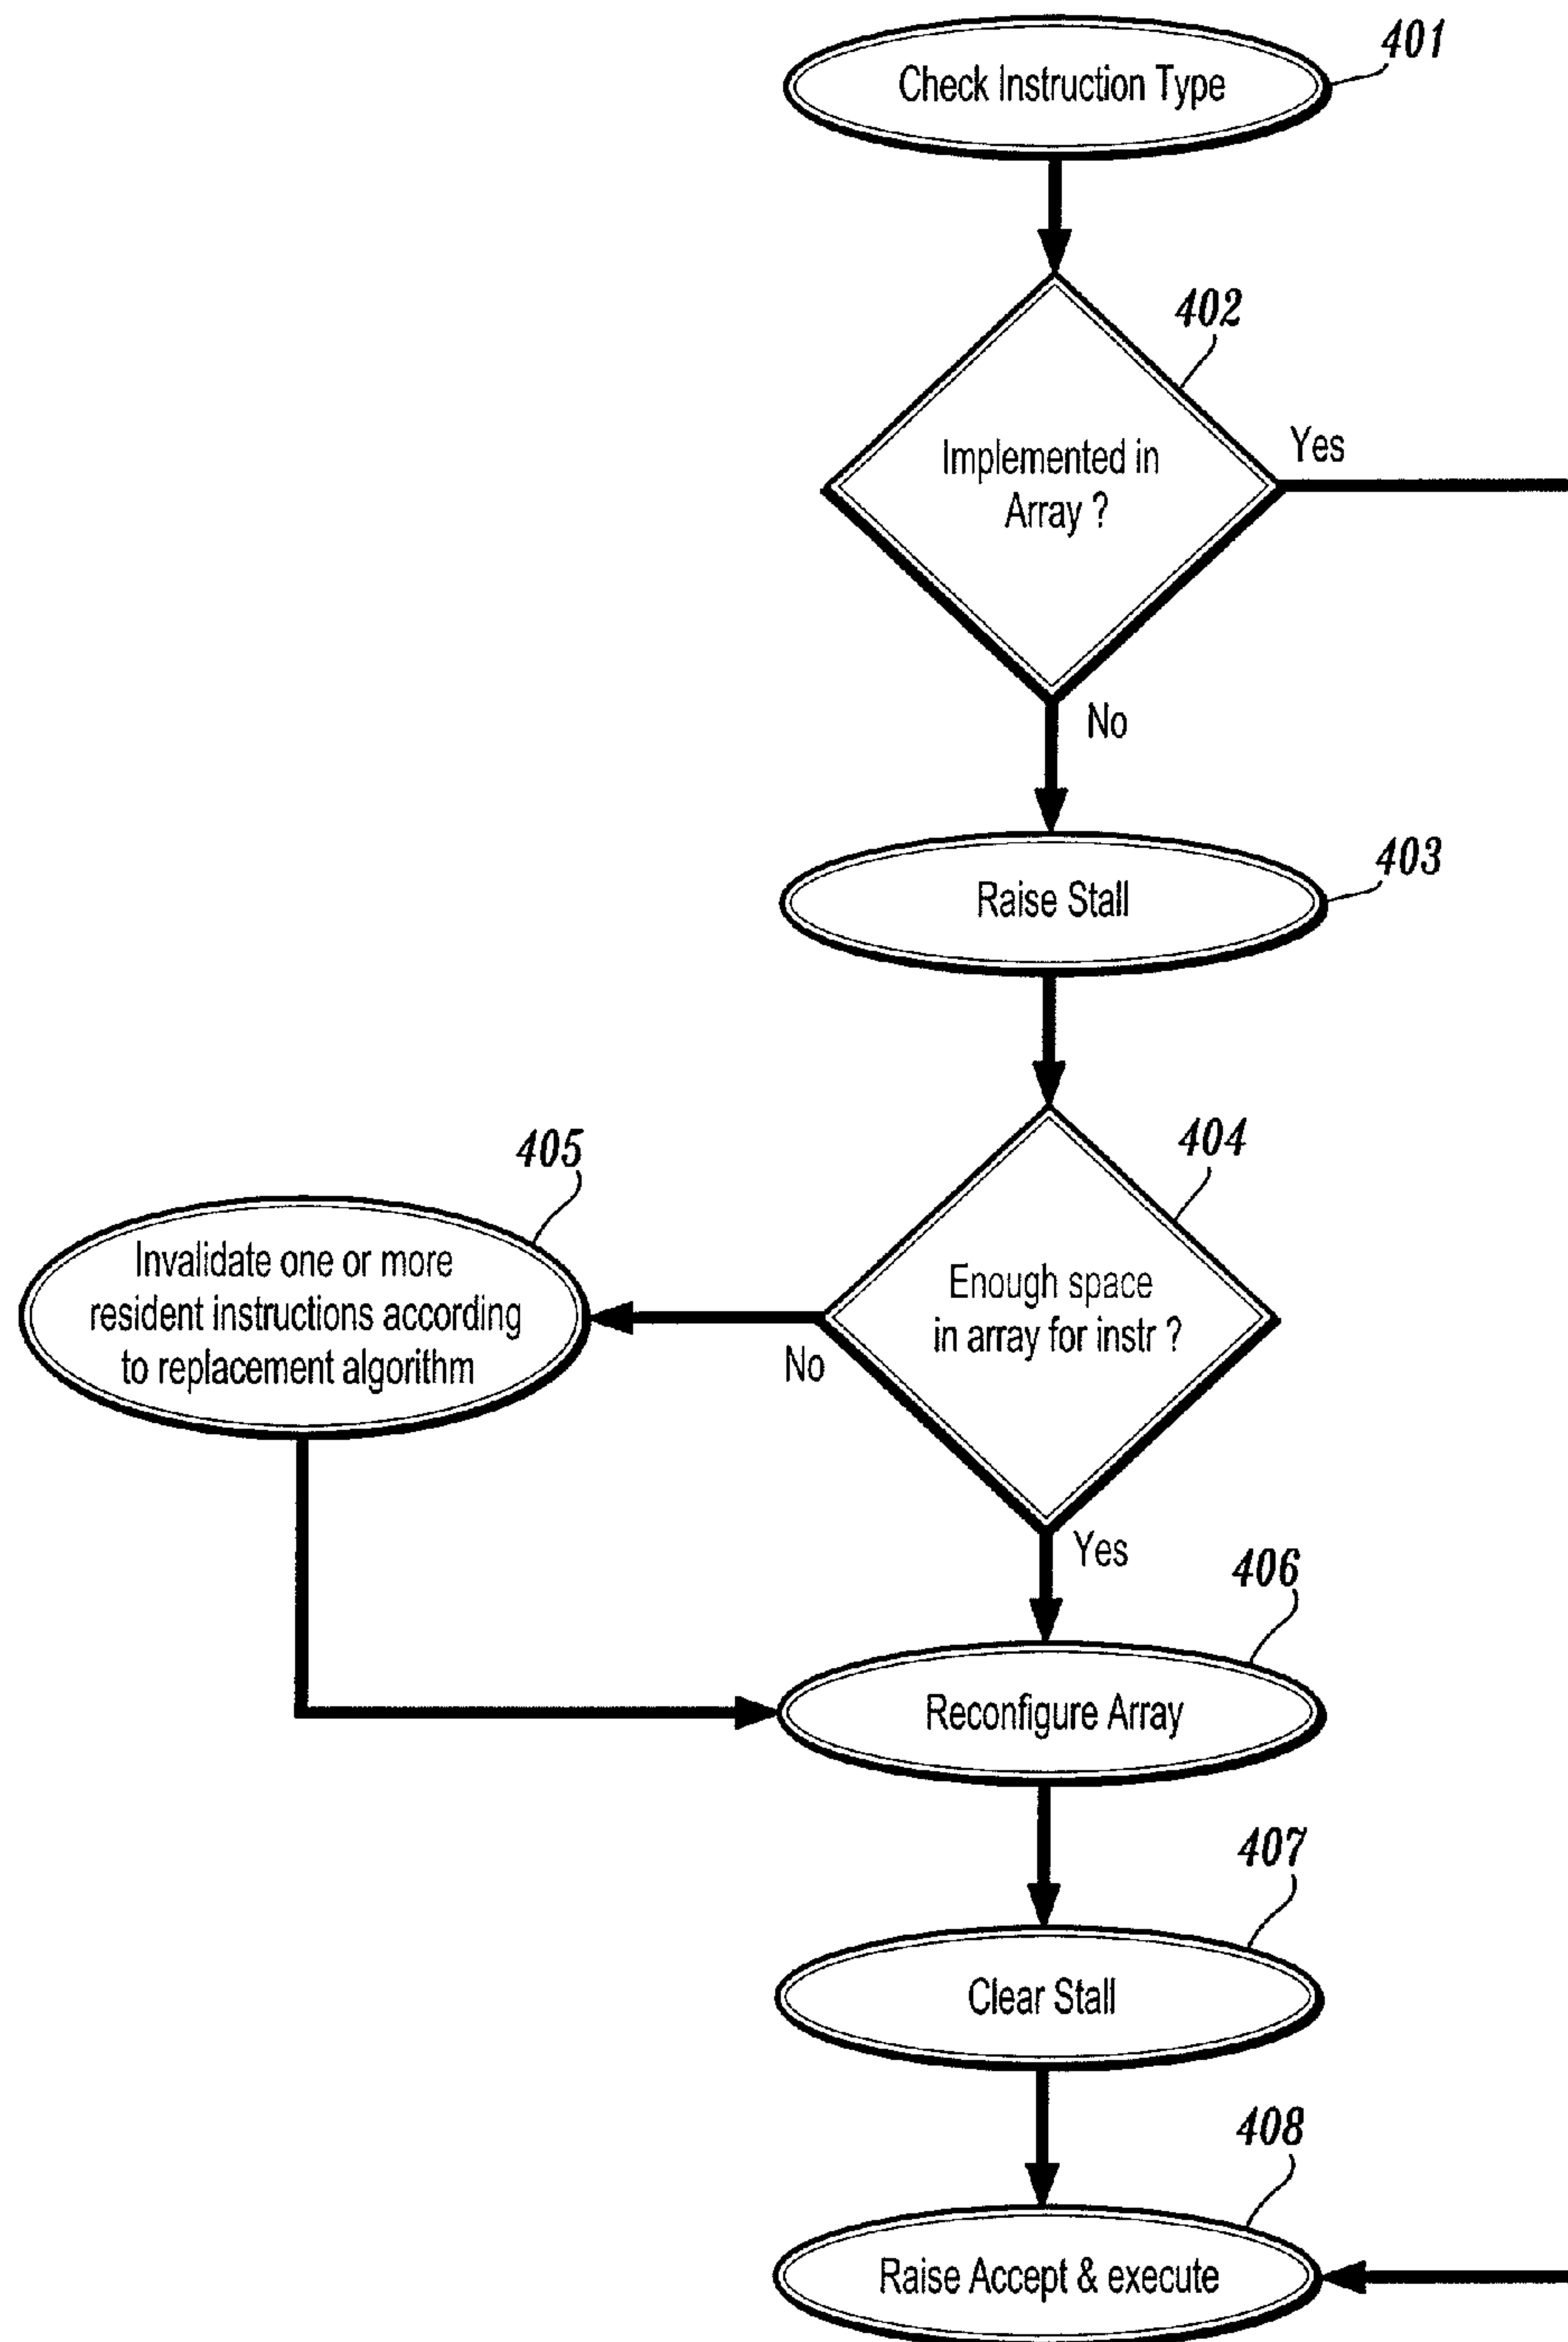 401
Check Instruction Type
402
Implemented in
Array ?
Yes
No
403
Raise Stall
404
405
Invalidate one or more
resident instructions according
to replacement algorithm
Enough space
in array for instr ?
No
Yes
406
Reconfigure Array
407
Clear Stall
408
Raise Accept & execute